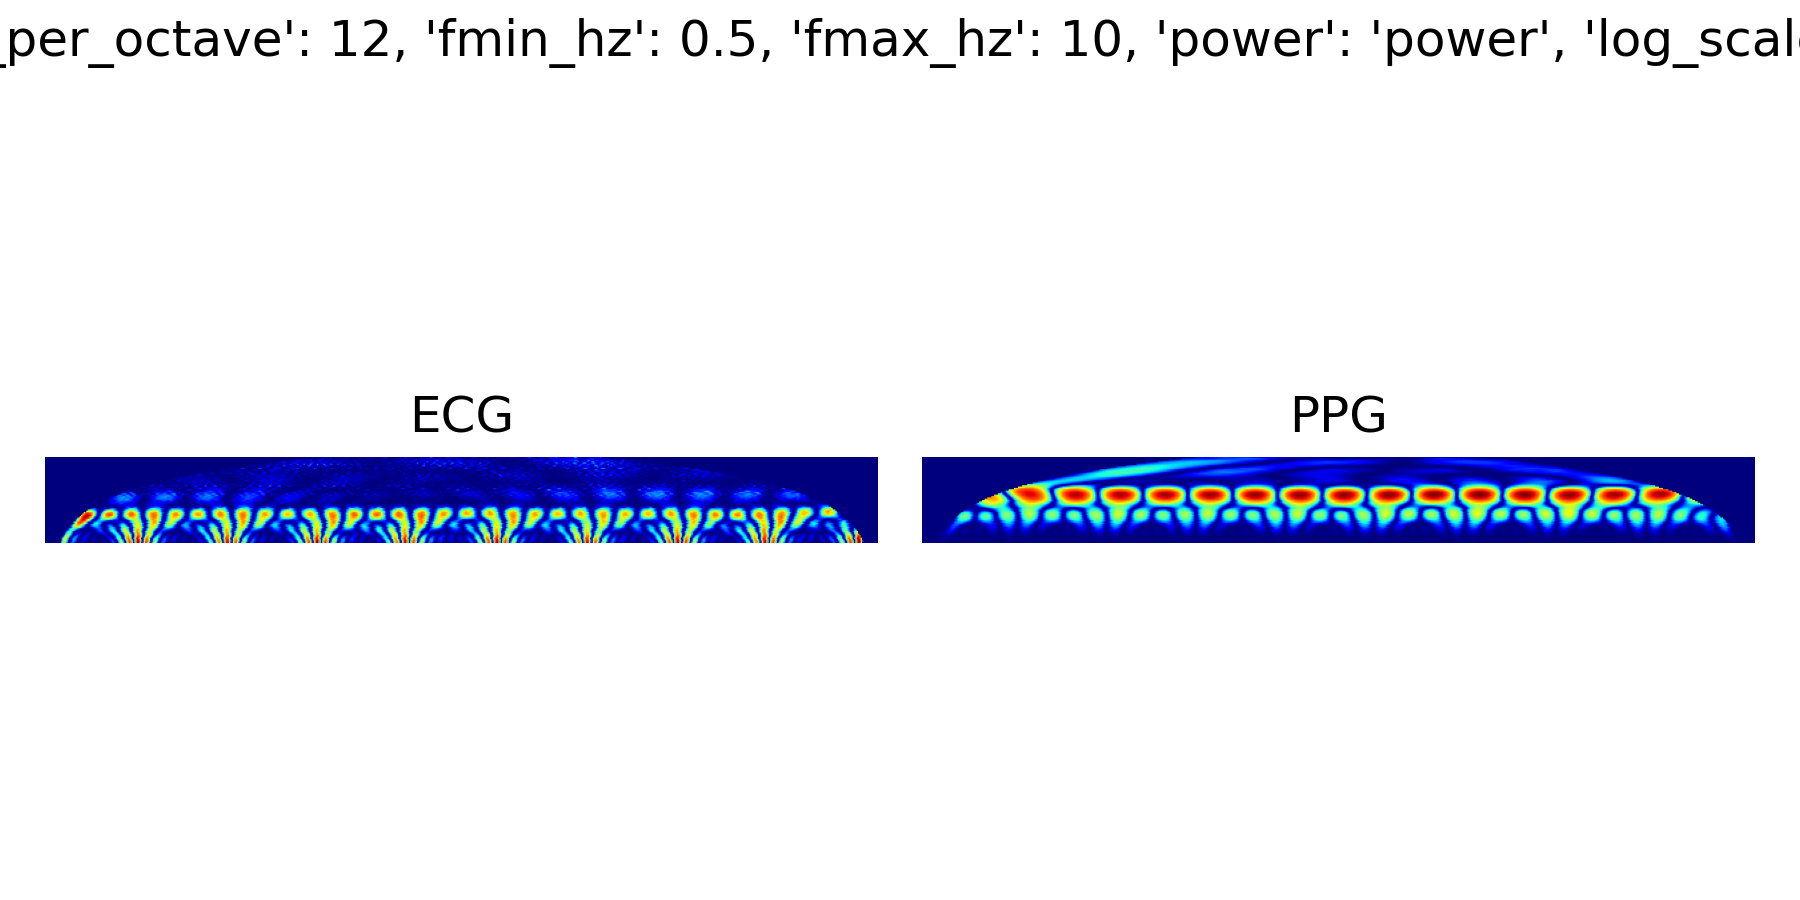 _per_octave': 12, 'fmin_hz': 0.5, 'fmax_hz': 10, 'power': 'power', 'log_scal
ECG
PPG